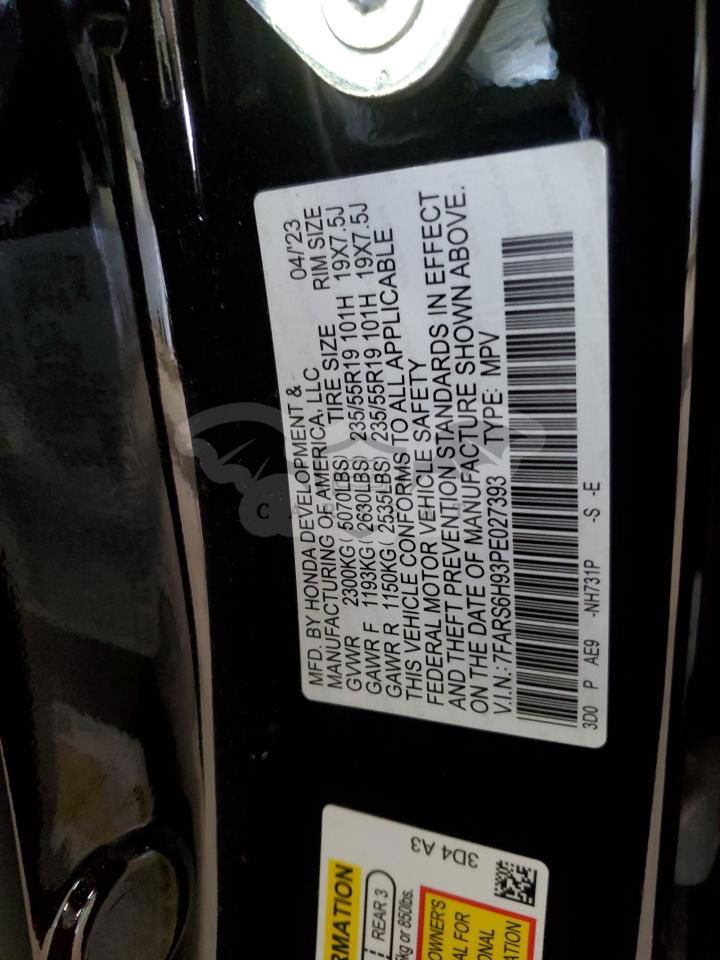 MFD. BY HONDA DEVELOPMENT &
MANUFACTURING OF AMERICA, LLC 04/'23
TIRE SIZE RIM SIZE
GVWR 2300KG( 5070LBS)
GAWR F 1193KG( 2630LBS) 235/55R19 101H 19X7.5J
GAWR R 1150KG( 2535LBS) 235/55R19 101H 19X7.5J
THIS VEHICLE CONFORMS TO ALL APPLICABLE
FEDERAL MOTOR VEHICLE SAFETY
AND THEFT PREVENTION STANDARDS IN EFFECT
ON THE DATE OF MANUFACTURE SHOWN ABOVE.
V.I.N.:7FARS6H93PE027393 TYPE: MPV
3D0 P AE9 -NH731P -S -E
3D4 A3
REAR 3
kg or 850lbs.